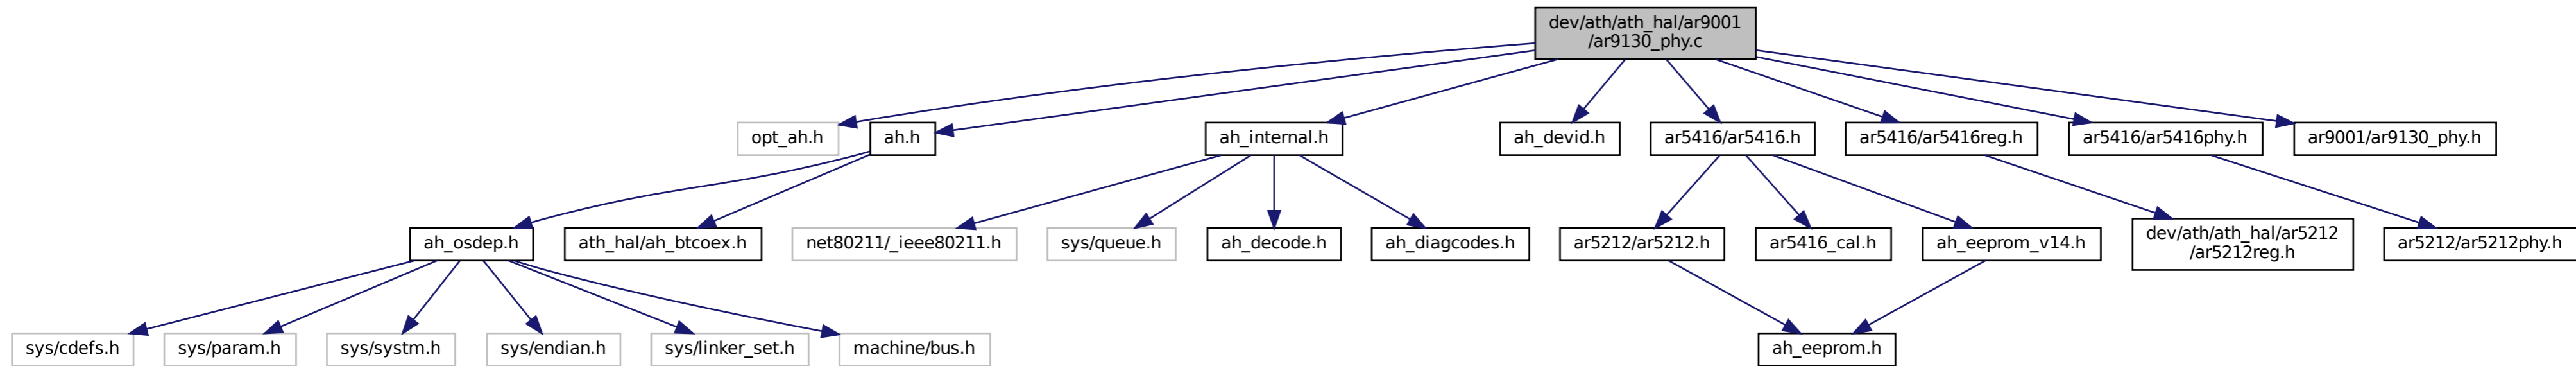 dev/ath/ath_hal/ar9001
/ar9130_phy.c
opt_ah.h
ah.h
ah_internal.h
ah_devid.h
ar5416/ar5416.h
ar5416/ar5416reg.h
ar5416/ar5416phy.h
ar9001/ar9130_phy.h
ah_osdep.h
ath_hal/ah_btcoex.h
net80211/_ieee80211.h
sys/queue.h
ah_decode.h
ah_diagcodes.h
ar5212/ar5212.h
ar5416_cal.h
ah_eeprom_v14.h
dev/ath/ath_hal/ar5212
/ar5212reg.h
ar5212/ar5212phy.h
sys/cdefs.h
sys/param.h
sys/systm.h
sys/endian.h
sys/linker_set.h
machine/bus.h
ah_eeprom.h